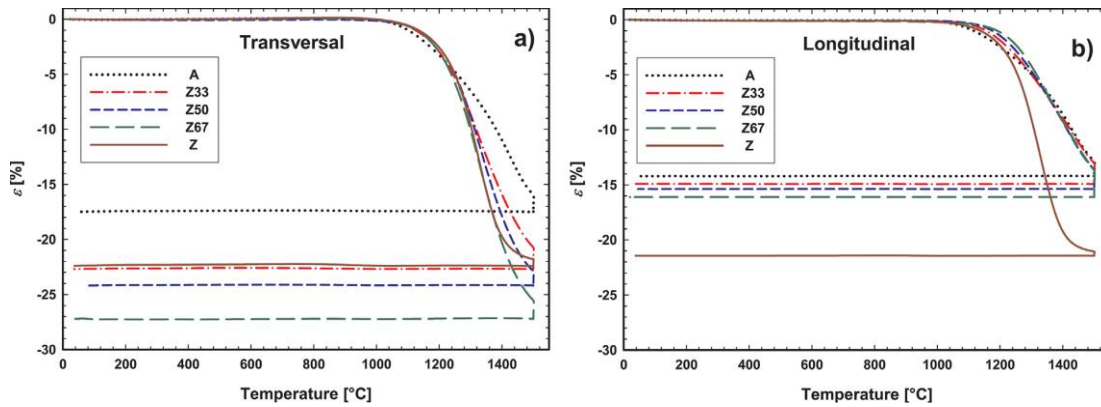 0
-5
-10
-15
-20
-25
-30
ε [%]
Transversal
a)
A
Z33
Z50
Z67
Z
0 200 400 600 800 1000 1200 1400
Temperature [°C]
0
-5
-10
-15
-20
-25
-30
ε [%]
Longitudinal
b)
A
Z33
Z50
Z67
Z
0 200 400 600 800 1000 1200 1400
Temperature [°C]